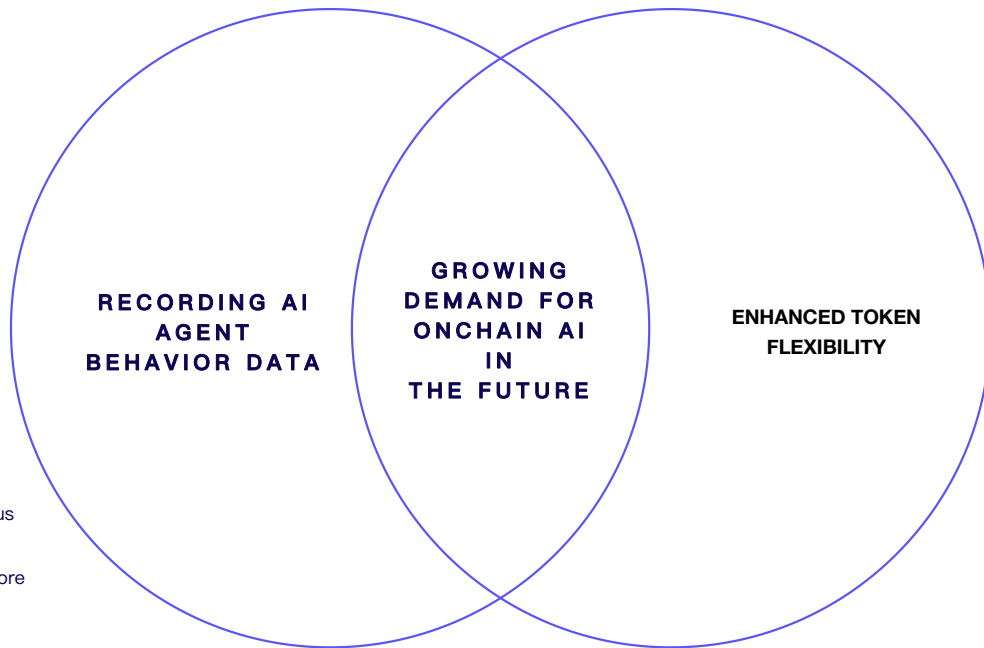 RECORDING AI
AGENT
BEHAVIOR DATA
GROWING
DEMAND FOR
ONCHAIN AI
IN
THE FUTURE
ENHANCED TOKEN
FLEXIBILITY
us
ore